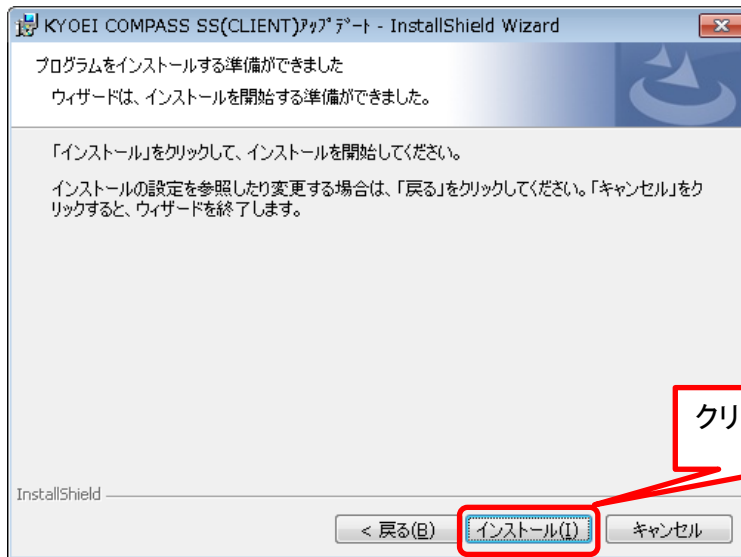 KYOEI COMPASS SS(CLIENT)ｱｯﾌﾟﾃﾞｰﾄ - InstallShield Wizard
プログラムをインストールする準備ができました
ウィザードは、インストールを開始する準備ができました。
「インストール」をクリックして、インストールを開始してください。
インストールの設定を参照したり変更する場合は、「戻る」をクリックしてください。「キャンセル」をク
リックすると、ウィザードを終了します。
クリ
InstallShield
< 戻る(B)
インストール(I)
キャンセル